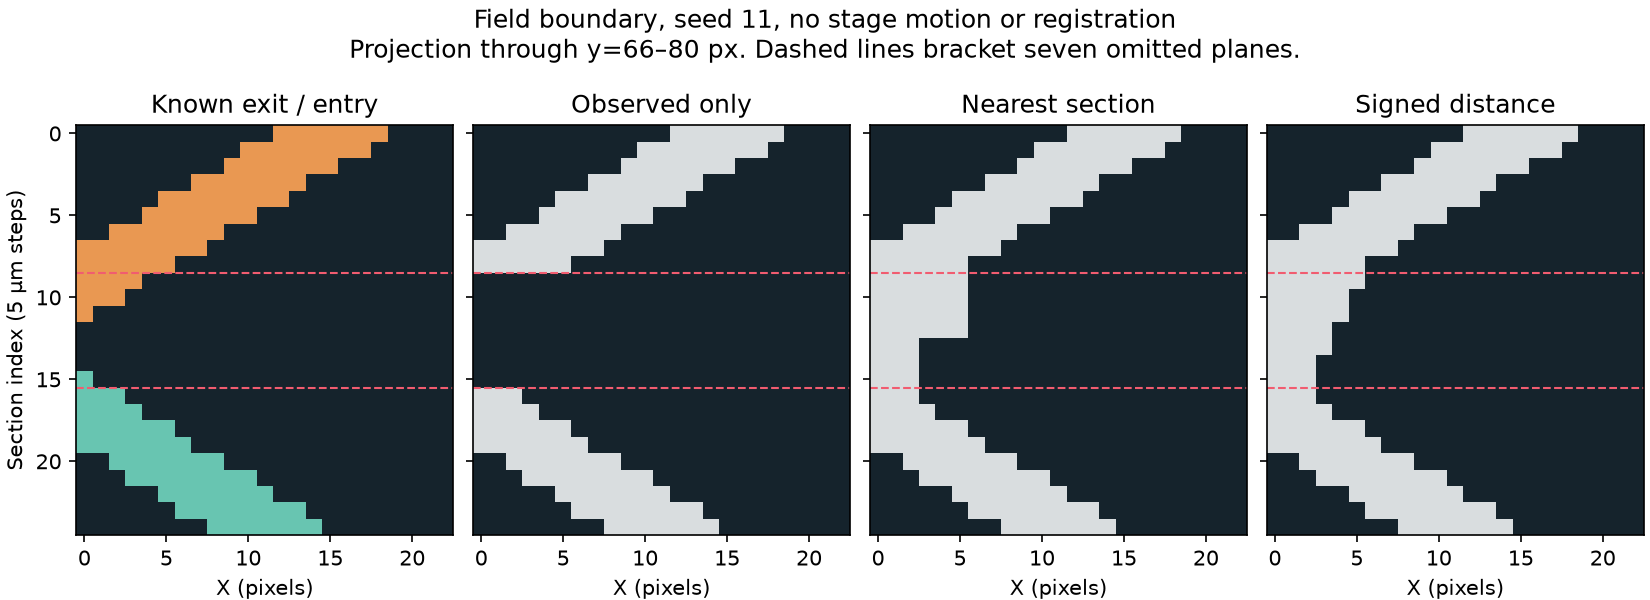 Field boundary, seed 11, no stage motion or registration
Projection through y=66–80 px. Dashed lines bracket seven omitted planes.
Known exit / entry
Observed only
Nearest section
Signed distance
Section index (5 µm steps)
0
5
10
15
20
0 5 10 15 20
0 5 10 15 20
0 5 10 15 20
0 5 10 15 20
X (pixels)
X (pixels)
X (pixels)
X (pixels)